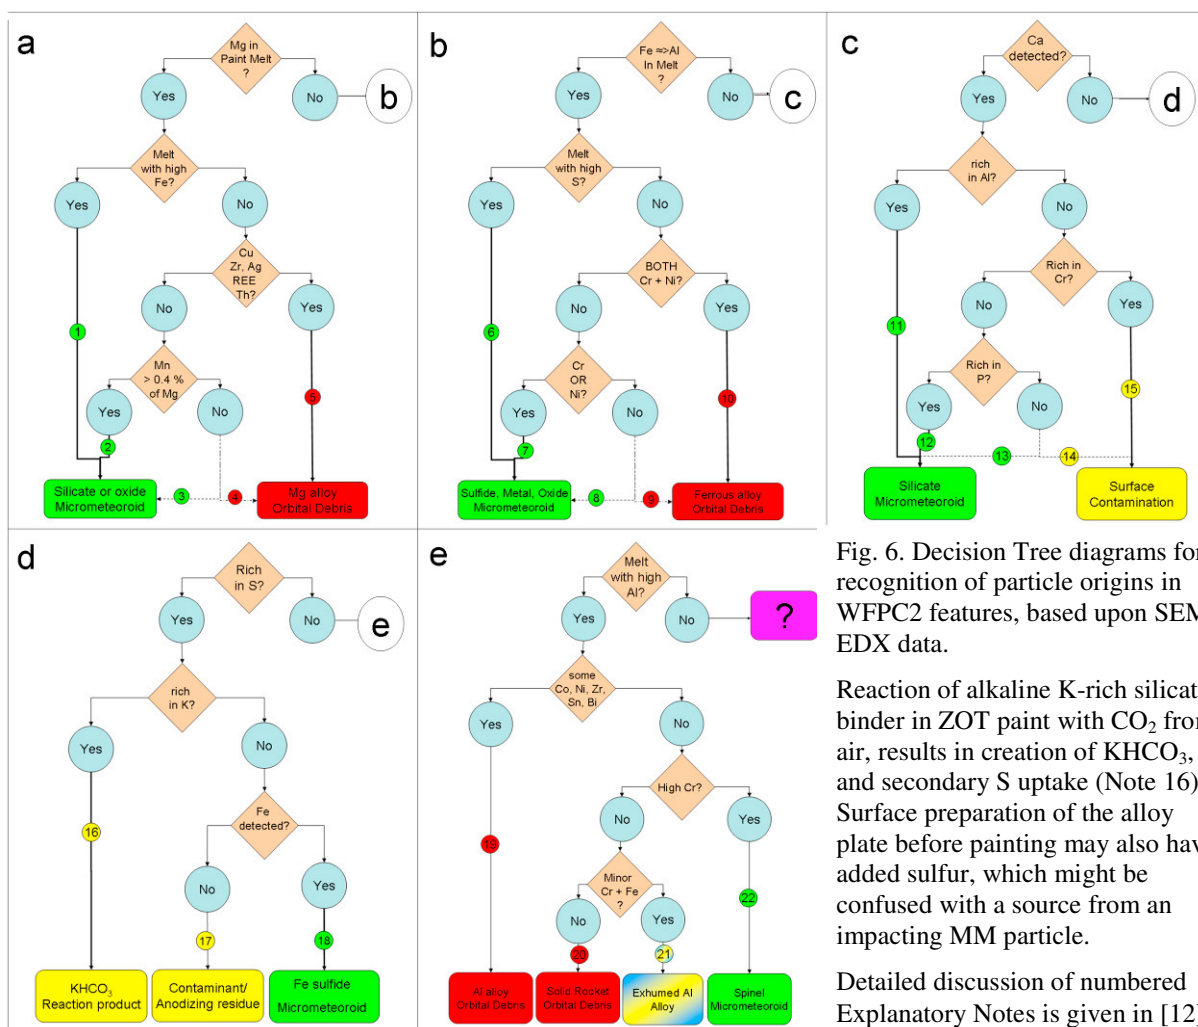 a
Mg in
Paint Melt
?
Yes
No
b
Melt
with high
Fe?
Yes
No
Cu
Zr, Ag
REE
Th?
No
Yes
1
Mn
> 0.4 %
of Mg
5
Yes
No
2
3
4
Silicate or oxide
Micrometeoroid
Mg alloy
Orbital Debris
b
Fe ≈>Al
In Melt
?
Yes
No
c
Melt
with high
S?
Yes
No
BOTH
Cr + Ni?
No
Yes
6
Cr
OR
Ni?
10
Yes
No
7
8
9
Sulfide, Metal, Oxide
Micrometeoroid
Ferrous alloy
Orbital Debris
c
Ca
detected?
Yes
No
d
rich
in Al?
Yes
No
Rich in
Cr?
No
Yes
11
Rich in
P?
15
Yes
No
12
13
14
Silicate
Micrometeoroid
Surface
Contamination
d
Rich
in S?
Yes
No
e
rich
in K?
Yes
No
Fe
detected?
16
No
Yes
17
18
KHCO3
Reaction product
Contaminant/
Anodizing residue
Fe sulfide
Micrometeoroid
e
Melt
with high
Al?
Yes
No
?
some
Co, Ni, Zr,
Sn, Bi
Yes
No
High Cr?
No
Yes
19
Minor
Cr + Fe
?
22
No
Yes
20
21
Al alloy
Orbital Debris
Solid Rocket
Orbital Debris
Exhumed Al
Alloy
Spinel
Micrometeoroid
Fig. 6. Decision Tree diagrams for
recognition of particle origins in
WFPC2 features, based upon SEM
EDX data.
Reaction of alkaline K-rich silicat
binder in ZOT paint with CO2 fro
air, results in creation of KHCO3,
and secondary S uptake (Note 16)
Surface preparation of the alloy
plate before painting may also hav
added sulfur, which might be
confused with a source from an
impacting MM particle.
Detailed discussion of numbered
Explanatory Notes is given in [12]